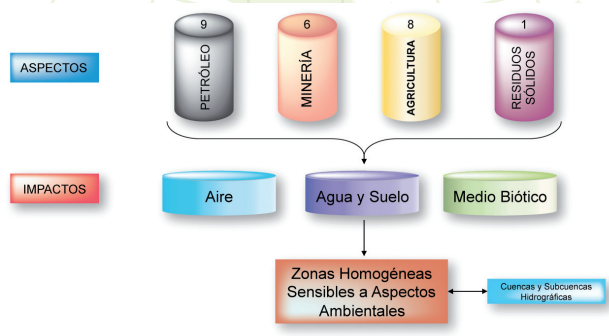 9
6
8
1
ASPECTOS
PETRÓLEO
MINERÍA
AGRICULTURA
RESIDUOS
SÓLIDOS
IMPACTOS
Aire
Agua y Suelo
Medio Biótico
Zonas Homogéneas
Sensibles a Aspectos
Ambientales
Cuencas y Subcuencas
Hidrográficas